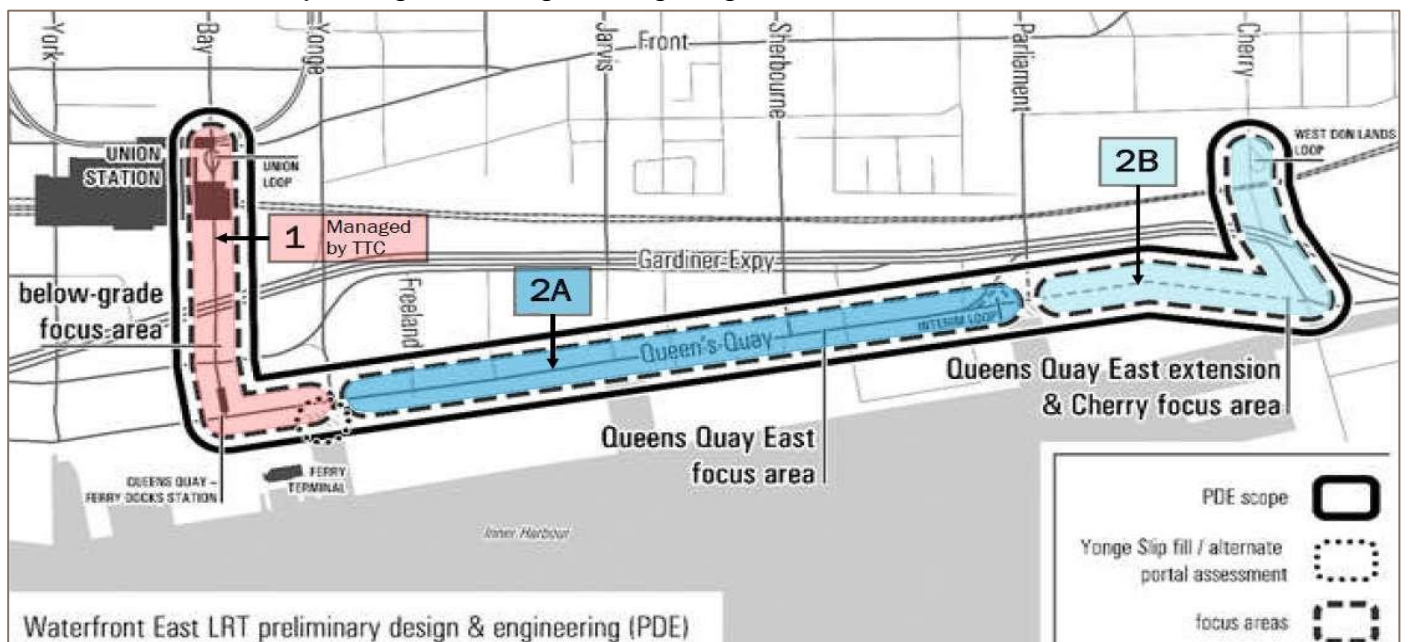 York
Bay
Yonge
Jarvis
Front
Sherbourne
Parliament
Cherry
UNION
STATION
UNION
LOOP
2B
WEST DON LANDS
LOOP
1 Managed
by TTC
Gardiner Expy
below-grade
focus area
Freeland
2A
INTERIM LOOP
Queen's Quay
Queens Quay East extension
& Cherry focus area
Queens Quay East
focus area
QUEENS QUAY –
FERRY DOCKS STATION
FERRY
TERMINAL
Inner Harbour
PDE scope
Yonge Slip fill / alternate
portal assessment
focus areas
Waterfront East LRT preliminary design & engineering (PDE)